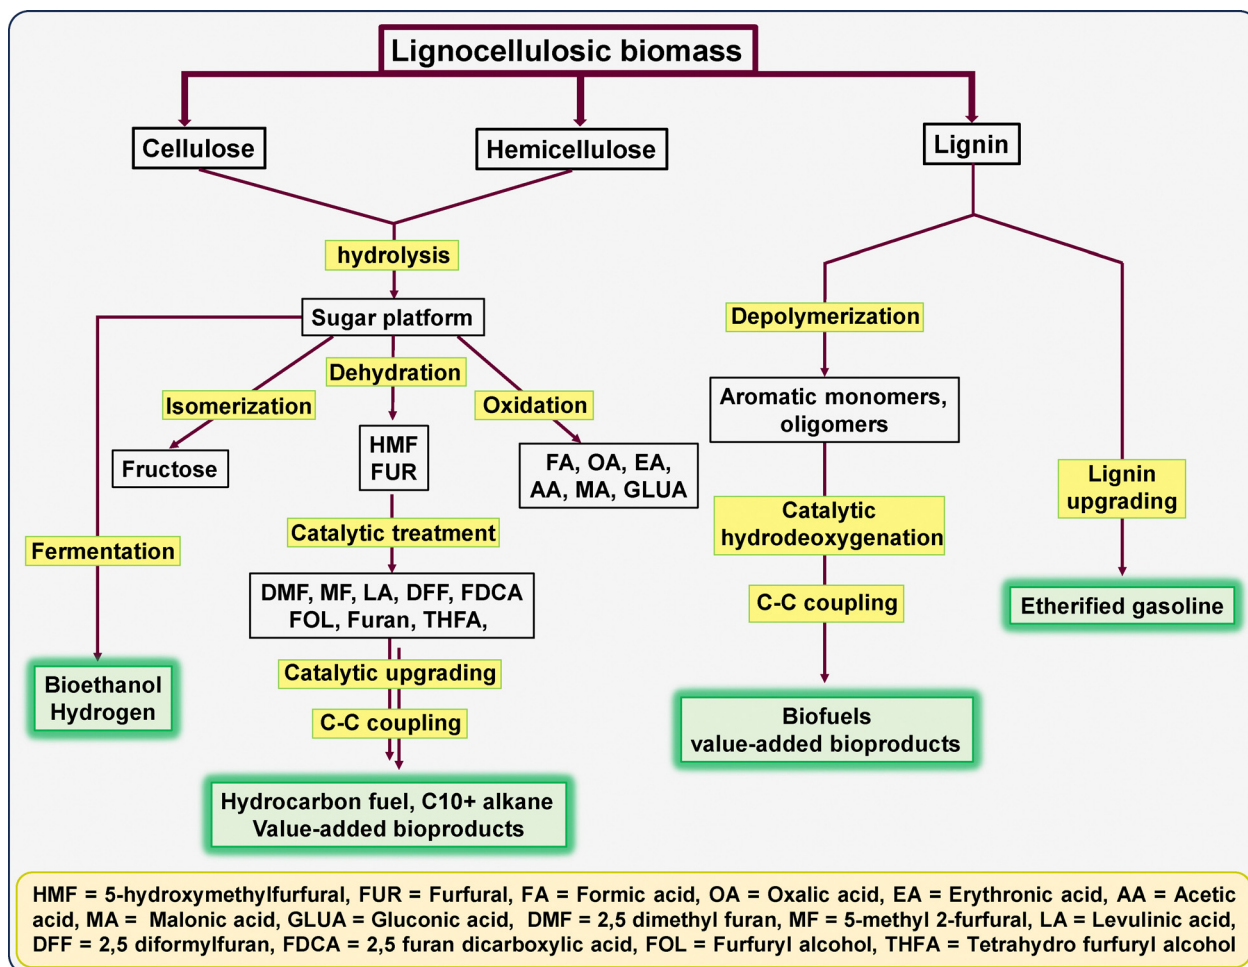 Lignocellulosic biomass
Cellulose
Hemicellulose
Lignin
hydrolysis
Sugar platform
Depolymerization
Dehydration
Isomerization
Oxidation
Aromatic monomers,
oligomers
HMF
FUR
Fructose
FA, OA, EA,
AA, MA, GLUA
Lignin
upgrading
Catalytic treatment
Catalytic
hydrodeoxygenation
Fermentation
DMF, MF, LA, DFF, FDCA
FOL, Furan, THFA,
C-C coupling
Etherified gasoline
Catalytic upgrading
Bioethanol
Hydrogen
C-C coupling
Biofuels
value-added bioproducts
Hydrocarbon fuel, C10+ alkane
Value-added bioproducts
HMF = 5-hydroxymethylfurfural, FUR = Furfural, FA = Formic acid, OA = Oxalic acid, EA = Erythronic acid, AA = Acetic
acid, MA = Malonic acid, GLUA = Gluconic acid, DMF = 2,5 dimethyl furan, MF = 5-methyl 2-furfural, LA = Levulinic acid,
DFF = 2,5 diformylfuran, FDCA = 2,5 furan dicarboxylic acid, FOL = Furfuryl alcohol, THFA = Tetrahydro furfuryl alcohol